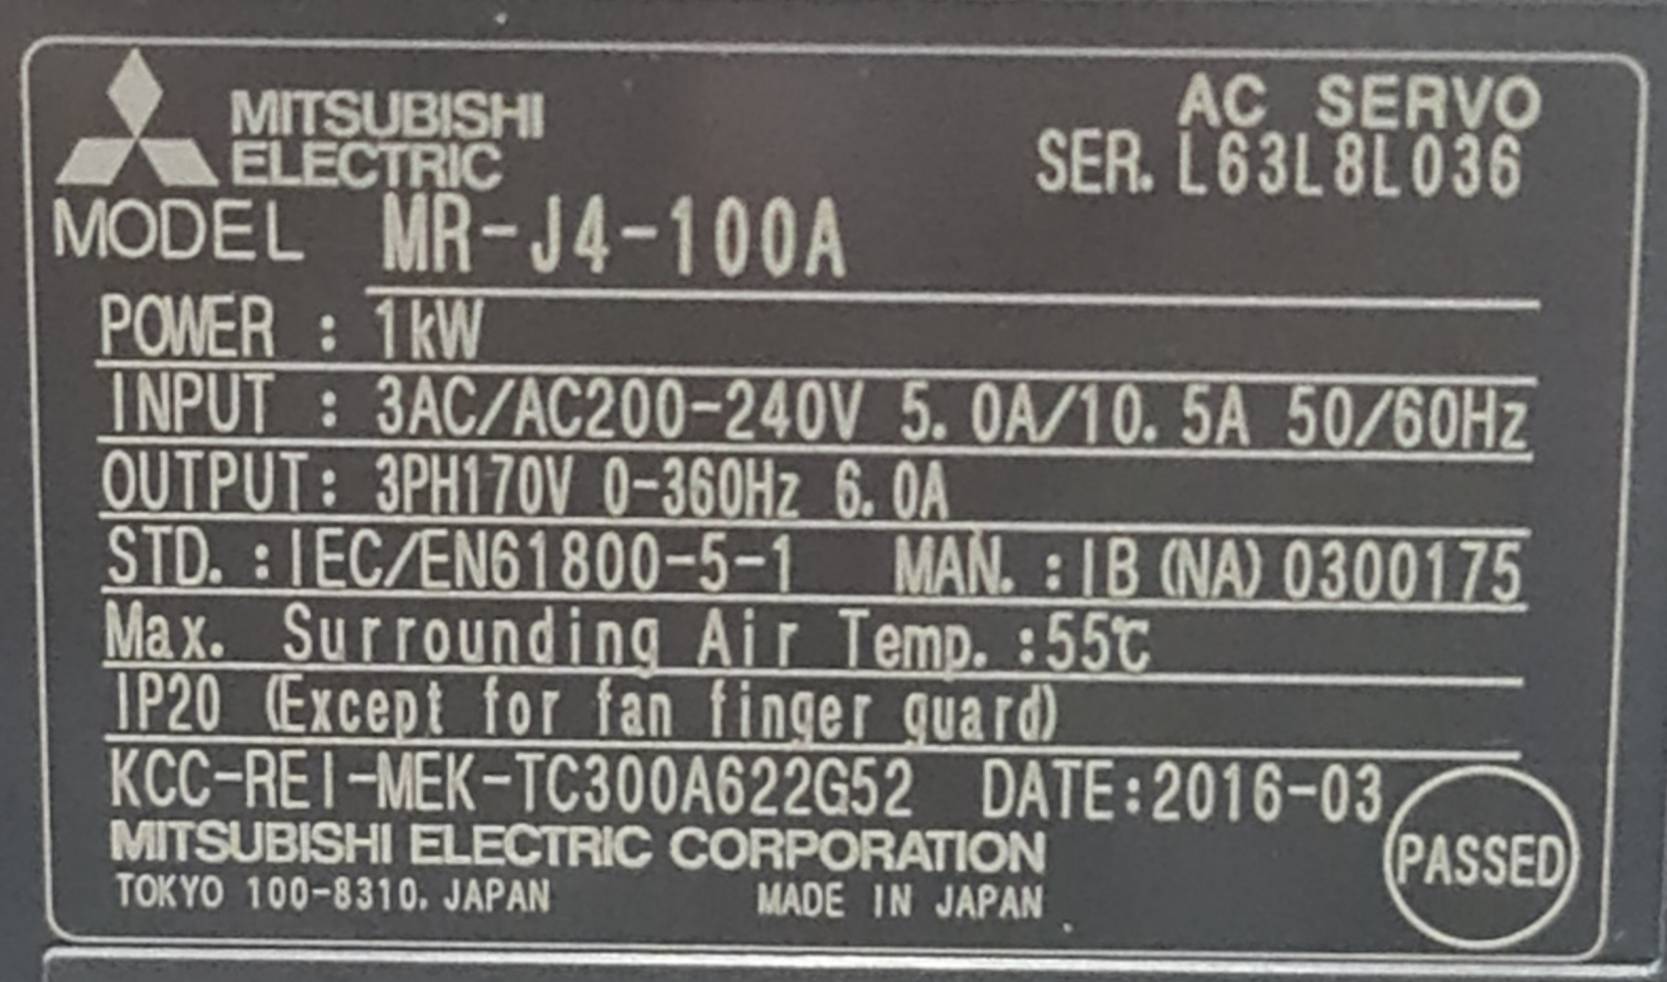 MITSUBISHI
ELECTRIC
AC SERVO
SER. L63L8L036
MODEL MR-J4-100A
POWER : 1kW
INPUT : 3AC/AC200-240V 5.0A/10.5A 50/60Hz
OUTPUT: 3PH170V 0-360Hz 6.0A
STD. : IEC/EN61800-5-1 MAN. : IB (NA) 0300175
Max. Surrounding Air Temp. :55℃
IP20 (Except for fan finger guard)
KCC-REI-MEK-TC300A622G52 DATE:2016-03
PASSED
MITSUBISHI ELECTRIC CORPORATION
TOKYO 100-8310, JAPAN MADE IN JAPAN